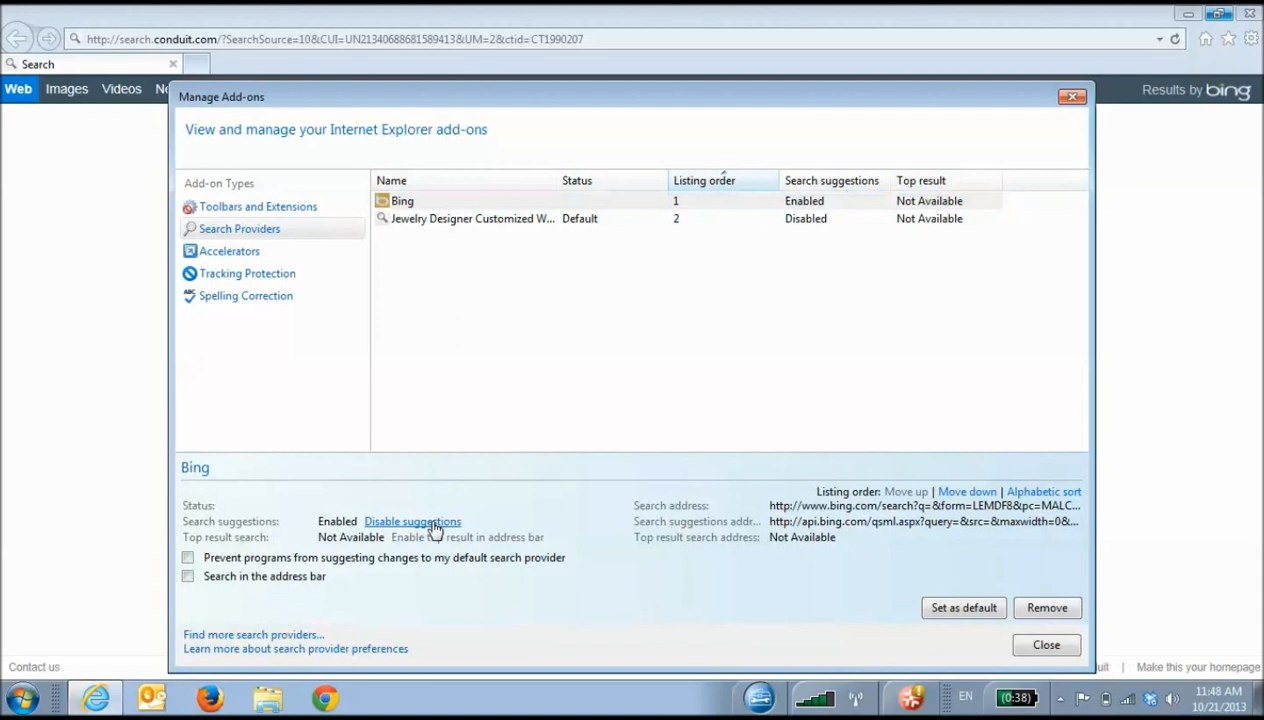 http://search.conduit.com/?SearchSource=10&CUI=UN21340688681589413&UM=2&ctid=CT1990207
Search
Web Images Videos Ne
Results by bing
Manage Add-ons
View and manage your Internet Explorer add-ons
Add-on Types
Toolbars and Extensions
Search Providers
Accelerators
Tracking Protection
Spelling Correction
Name Status Listing order Search suggestions Top result
Bing 1 Enabled Not Available
Jewelry Designer Customized W... Default 2 Disabled Not Available
Bing
Listing order: Move up | Move down | Alphabetic sort
Status:
Search address: http://www.bing.com/search?q=&form=LEMDF8&pc=MALC...
Search suggestions: Enabled Disable suggestions
Search suggestions addr... http://api.bing.com/qsml.aspx?query=&src=&maxwidth=0&...
Top result search: Not Available Enable result in address bar
Top result search address: Not Available
Prevent programs from suggesting changes to my default search provider
Search in the address bar
Set as default Remove
Find more search providers...
Learn more about search provider preferences
Close
Contact us
uit | Make this your homepage
EN (0:38) 11:48 AM
10/21/2013